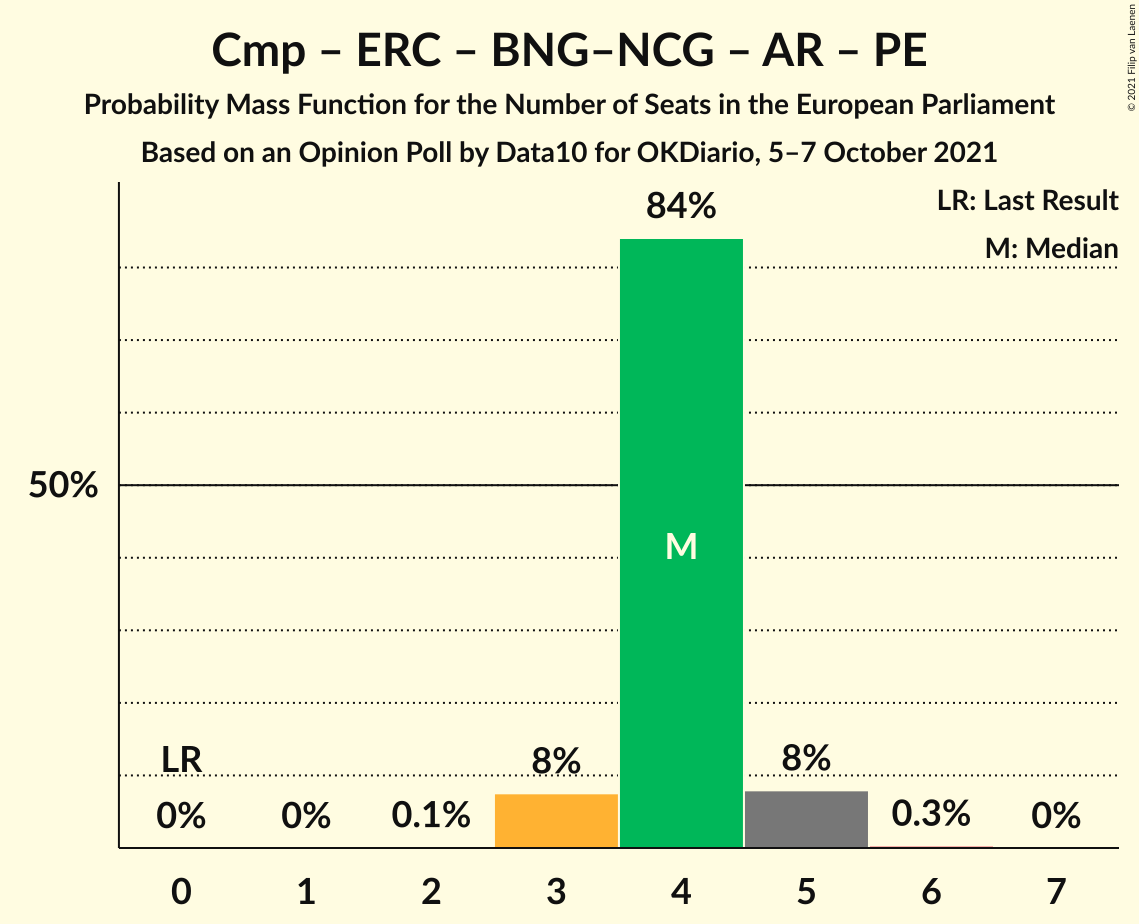 Cmp – ERC – BNG–NCG – AR – PE
Probability Mass Function for the Number of Seats in the European Parliament
Based on an Opinion Poll by Data10 for OKDiario, 5–7 October 2021
© 2021 Filip van Laenen
LR: Last Result
M: Median
84%
50%
M
LR
8%
8%
0%
0%
0.1%
0.3%
0%
0 1 2 3 4 5 6 7